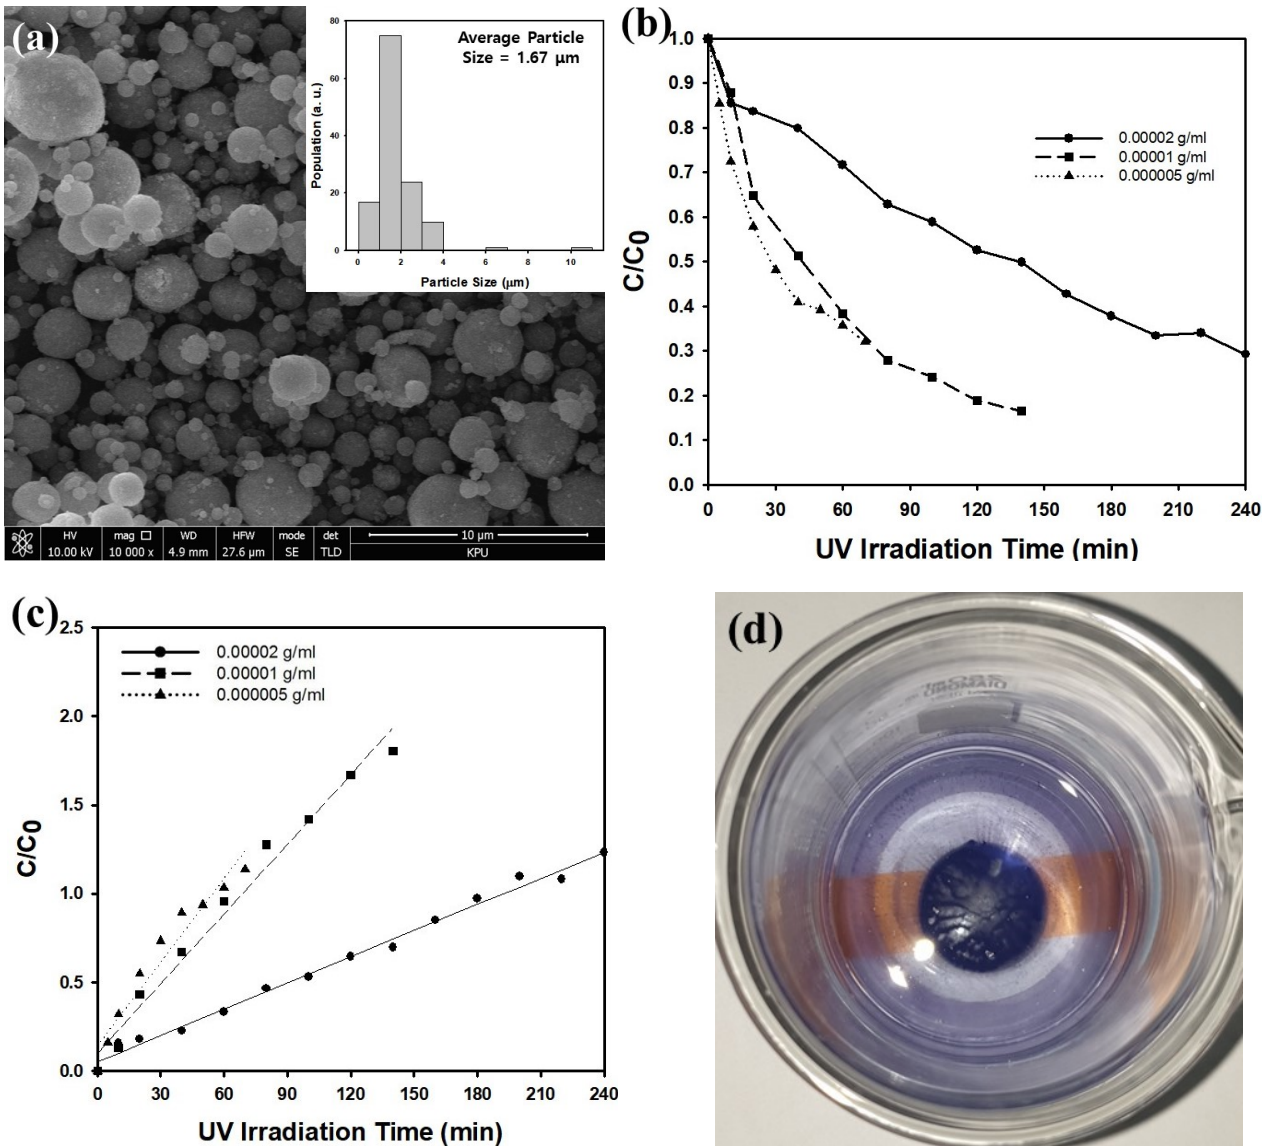 (a)
Average Particle
Size = 1.67 μm
Population (a. u.)
80
60
40
20
0
0 2 4 6 8 10
Particle Size (μm)
HV mag WD HFW mode det 10 μm
10.00 kV 10 000 x 4.9 mm 27.6 μm SE TLD KPU
(b)
C/C0
1.0
0.9
0.8
0.7
0.6
0.5
0.4
0.3
0.2
0.1
0.0
0.00002 g/ml
0.00001 g/ml
0.000005 g/ml
0 30 60 90 120 150 180 210 240
UV Irradiation Time (min)
(c)
C/C0
2.5
2.0
1.5
1.0
0.5
0.0
0.00002 g/ml
0.00001 g/ml
0.000005 g/ml
0 30 60 90 120 150 180 210 240
UV Irradiation Time (min)
(d)